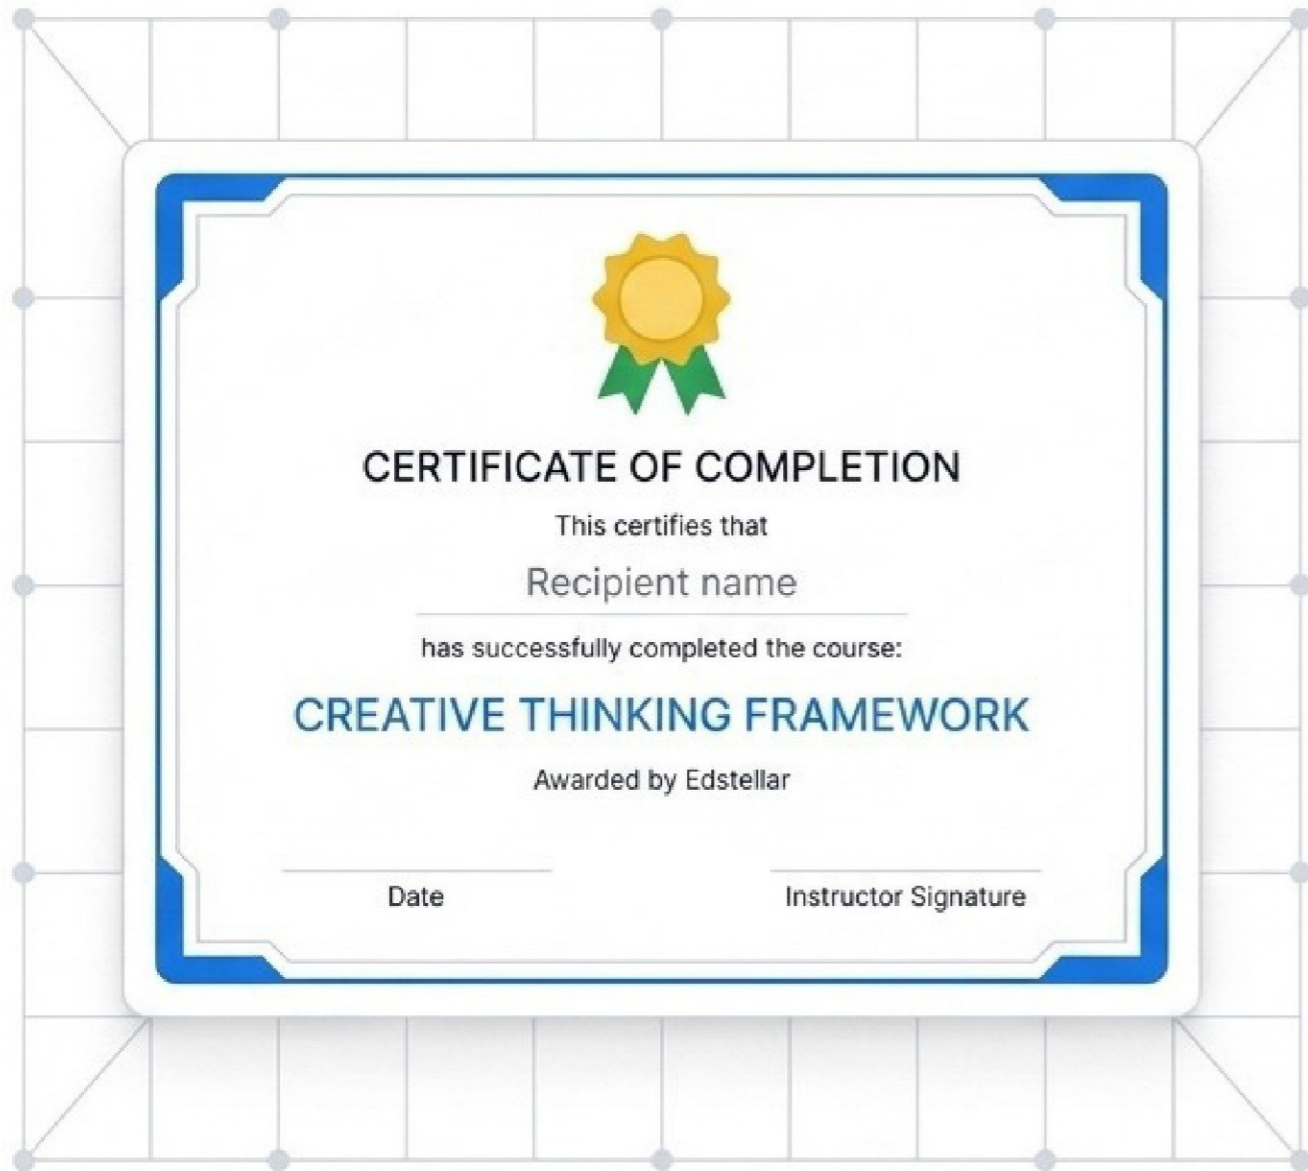 CERTIFICATE OF COMPLETION
This certifies that
Recipient name
has successfully completed the course:
CREATIVE THINKING FRAMEWORK
Awarded by Edstellar
Date
Instructor Signature